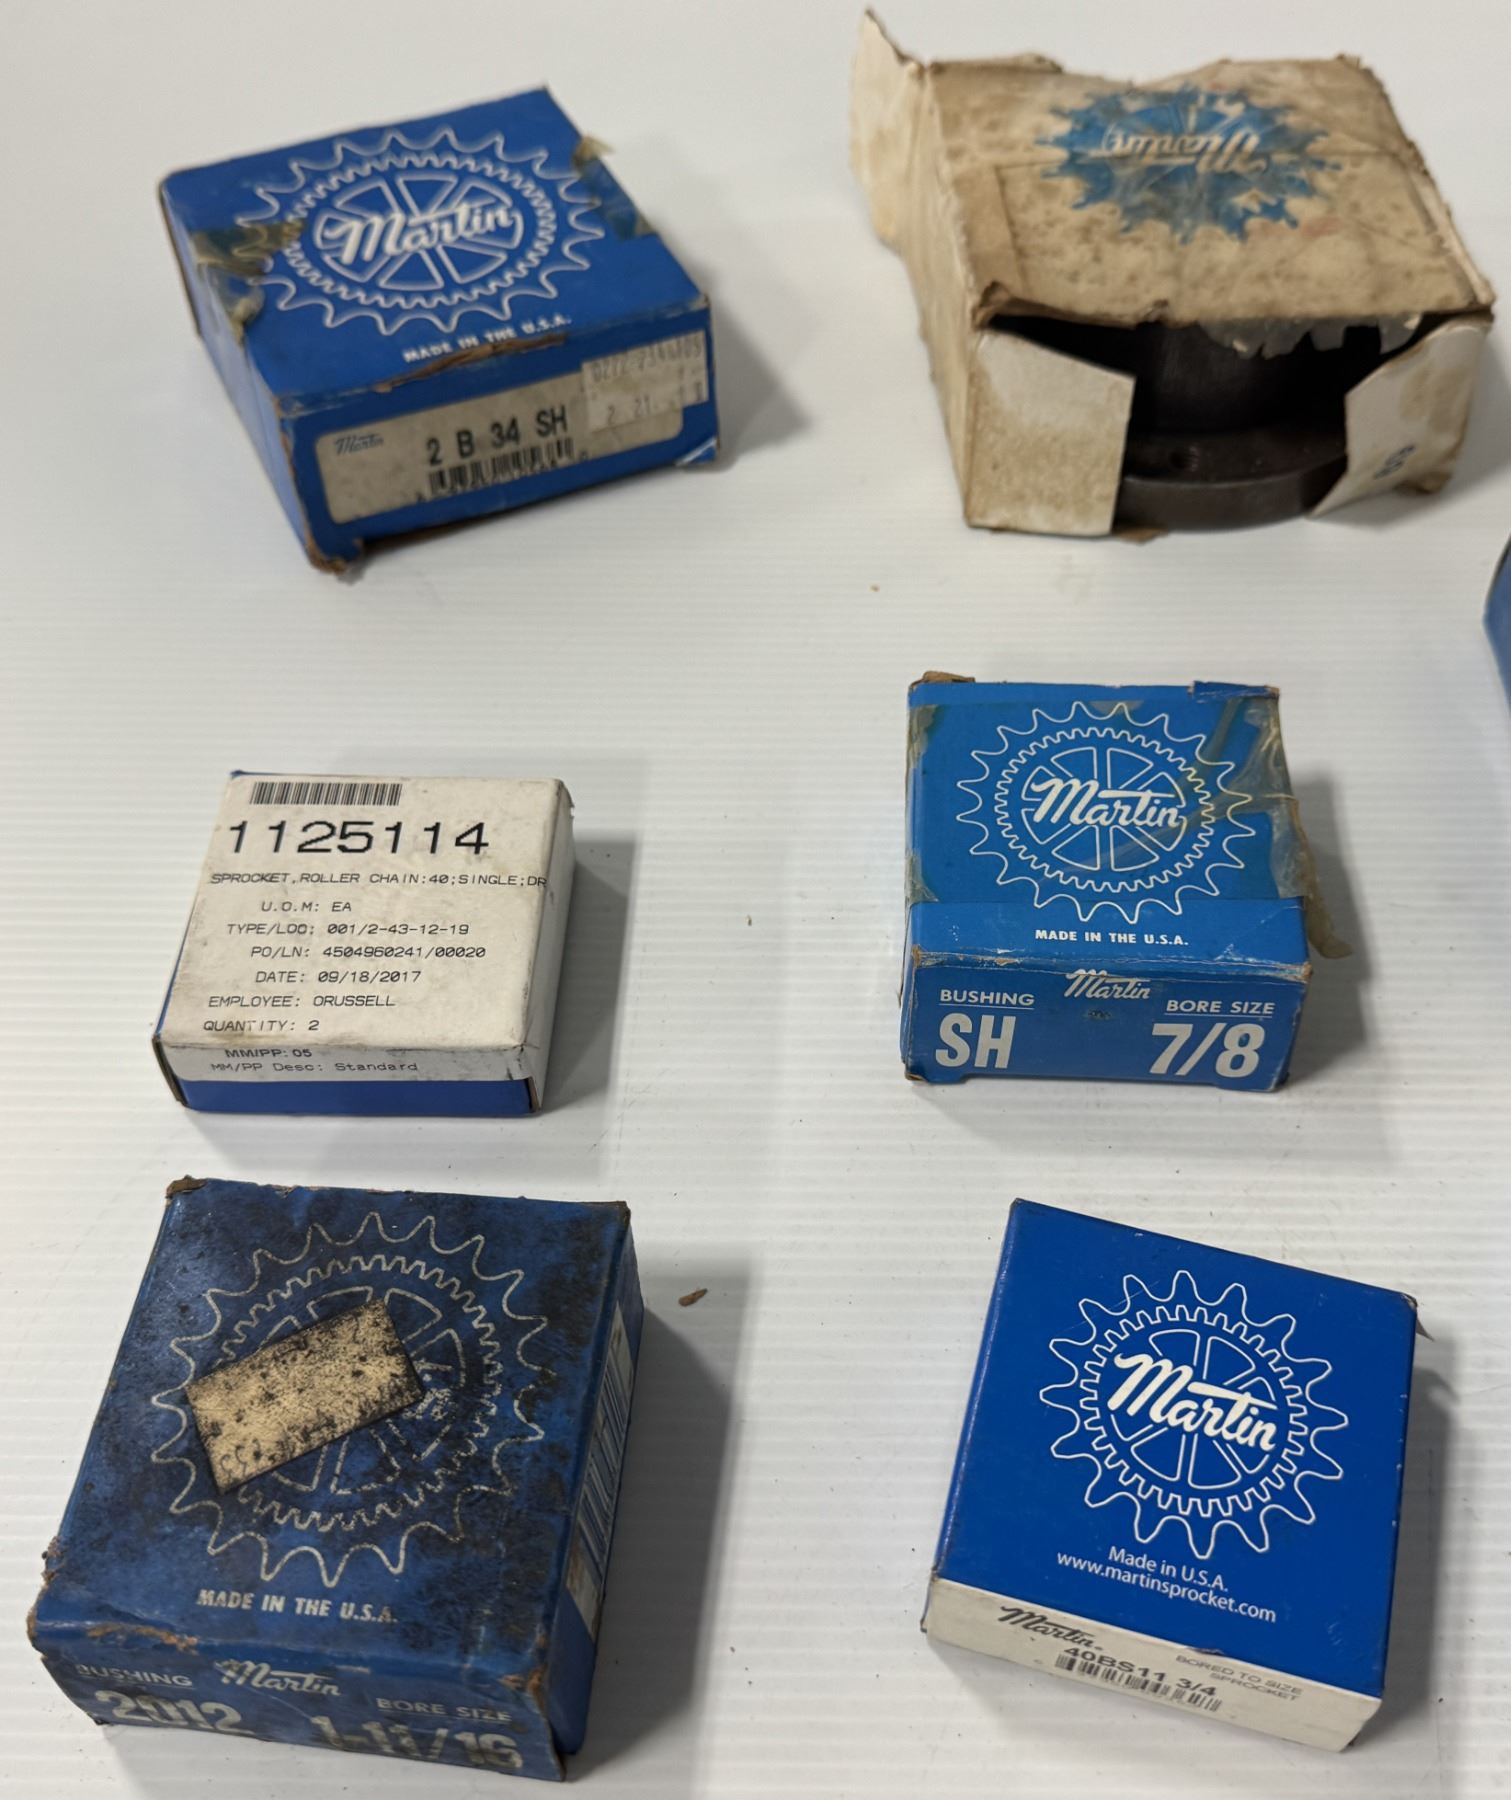 Martin
MADE IN THE U.S.A.
Martin
2 B 34 SH
Martin
1125114
SPROCKET,ROLLER CHAIN:40;SINGLE;DR
U.O.M: EA
TYPE/LOC: 001/2-43-12-19
PO/LN: 4504960241/00020
DATE: 09/18/2017
EMPLOYEE: ORUSSELL
QUANTITY: 2
MM/PP: 05
MM/PP Desc: Standard
Martin
MADE IN THE U.S.A.
Martin
BUSHING BORE SIZE
SH 7/8
MADE IN THE U.S.A.
BUSHING Martin BORE SIZE
2012 1-11/16
Martin
Made in U.S.A.
www.martinsprocket.com
Martin
40BS11 3/4
BORED TO SIZE
SPROCKET